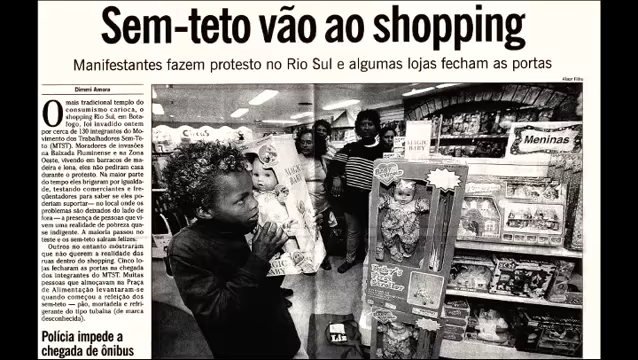 Sem-teto vão ao shopping
Manifestantes fazem protesto no Rio Sul e algumas lojas fecham as portas
Dimmi Amora
O mais tradicional templo do
consumismo carioca, o
shopping Rio Sul, em Bota-
fogo, foi invadido ontem
por cerca de 130 integrantes do Mo-
vimento dos Trabalhadores Sem-Te-
to (MTST). Moradores de invasões
na Baixada Fluminense e na Zona
Oeste, vivendo em barracos de ma-
deira e lona, eles não pediram casa
durante o protesto. Na maior parte
do tempo eles brigaram por igualda-
de, testando comerciantes e fre-
qüentadores para saber se eles po-
deriam suportar — no local onde os
problemas são deixados do lado de
fora — a presença de pessoas que vi-
vem uma realidade de pobreza qua-
se indigente. A maioria passou no
teste e os sem-teto saíram felizes.
Outros no entanto mostraram
que não querem a realidade das
ruas dentro do shopping. Cinco lo-
jas fecharam as portas na chegada
dos integrantes do MTST. Muitas
pessoas que almoçavam na Praça
de Alimentação levantaram-se
quando começou a refeição dos
sem-teto — pão, mortadela e refri-
gerante do tipo tubaína (de marca
desconhecida).
Polícia impede a
chegada de ônibus
Meninas
MAGIC
BABY